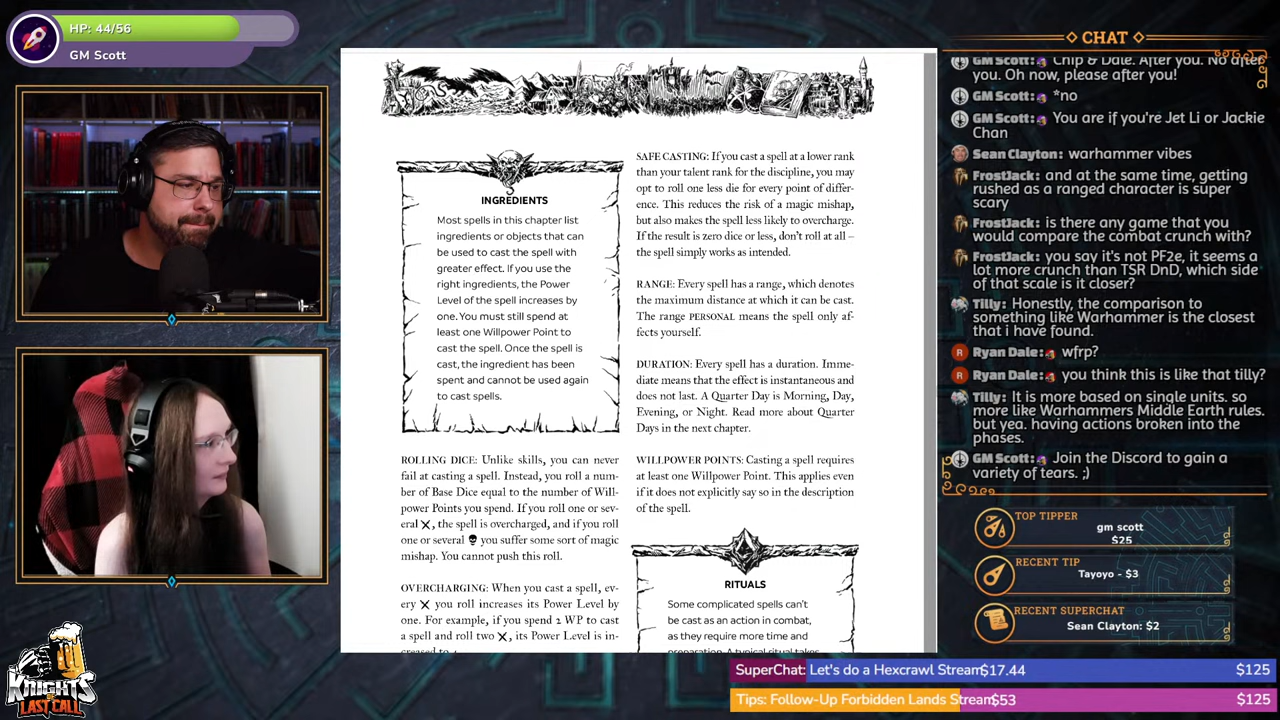 HP: 44/56
GM Scott
INGREDIENTS
Most spells in this chapter list
ingredients or objects that can
be used to cast the spell with
greater effect. If you use the
right ingredients, the Power
Level of the spell increases by
one. You must still spend at
least one Willpower Point to
cast the spell. Once the spell is
cast, the ingredient has been
spent and cannot be used again
to cast spells.
ROLLING DICE: Unlike skills, you can never
fail at casting a spell. Instead, you roll a num-
ber of Base Dice equal to the number of Will-
power Points you spend. If you roll one or sev-
eral ⚔, the spell is overcharged, and if you roll
one or several 💀 you suffer some sort of magic
mishap. You cannot push this roll.
OVERCHARGING: When you cast a spell, ev-
ery ⚔ you roll increases its Power Level by
one. For example, if you spend 2 WP to cast
a spell and roll two ⚔, its Power Level is in-
creased to 4.
SAFE CASTING: If you cast a spell at a lower rank
than your talent rank for the discipline, you may
opt to roll one less die for every point of differ-
ence. This reduces the risk of a magic mishap,
but also makes the spell less likely to overcharge.
If the result is zero dice or less, don't roll at all –
the spell simply works as intended.
RANGE: Every spell has a range, which denotes
the maximum distance at which it can be cast.
The range PERSONAL means the spell only af-
fects yourself.
DURATION: Every spell has a duration. Imme-
diate means that the effect is instantaneous and
does not last. A Quarter Day is Morning, Day,
Evening, or Night. Read more about Quarter
Days in the next chapter.
WILLPOWER POINTS: Casting a spell requires
at least one Willpower Point. This applies even
if it does not explicitly say so in the description
of the spell.
RITUALS
Some complicated spells can't
be cast as an action in combat,
as they require more time and
preparation. A typical ritual takes
CHAT
GM Scott: Chip & Dale. After you. No after
you. Oh now, please after you!
GM Scott: *no
GM Scott: You are if you're Jet Li or Jackie
Chan
Sean Clayton: warhammer vibes
FrostJack: and at the same time, getting
rushed as a ranged character is super
scary
FrostJack: is there any game that you
would compare the combat crunch with?
FrostJack: you say it's not PF2e, it seems a
lot more crunch than TSR DnD, which side
of that scale is it closer?
Tilly: Honestly, the comparison to
something like Warhammer is the closest
that i have found.
Ryan Dale: wfrp?
Ryan Dale: you think this is like that tilly?
Tilly: It is more based on single units. so
more like Warhammers Middle Earth rules.
but yea. having actions broken into the
phases.
GM Scott: Join the Discord to gain a
variety of tears. ;)
TOP TIPPER
gm scott
$25
RECENT TIP
Tayoyo - $3
RECENT SUPERCHAT
Sean Clayton: $2
SuperChat: Let's do a Hexcrawl Stream $17.44 $125
Tips: Follow-Up Forbidden Lands Stream $53 $125
KNIGHTS
OF
LAST CALL